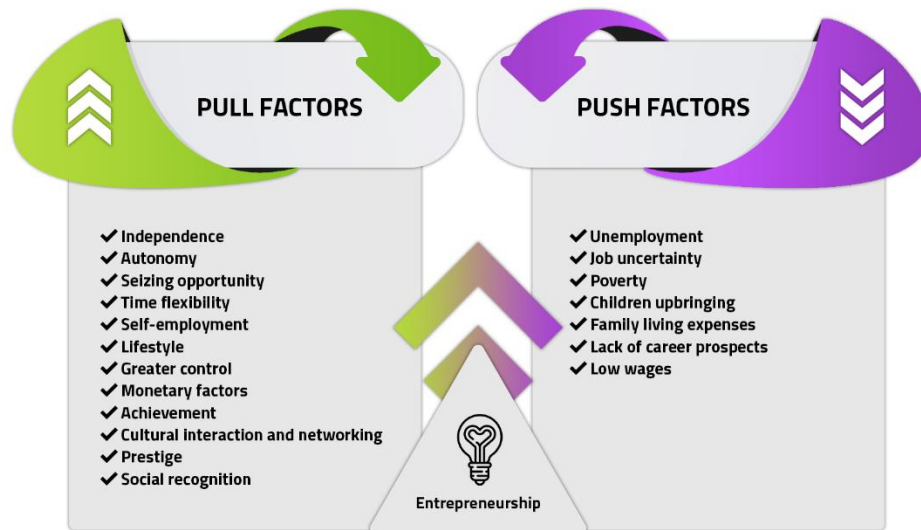 PULL FACTORS
Independence
Autonomy
Seizing opportunity
Time flexibility
Self-employment
Lifestyle
Greater control
Monetary factors
Achievement
Cultural interaction and networking
Prestige
Social recognition
PUSH FACTORS
Unemployment
Job uncertainty
Poverty
Children upbringing
Family living expenses
Lack of career prospects
Low wages
Entrepreneurship